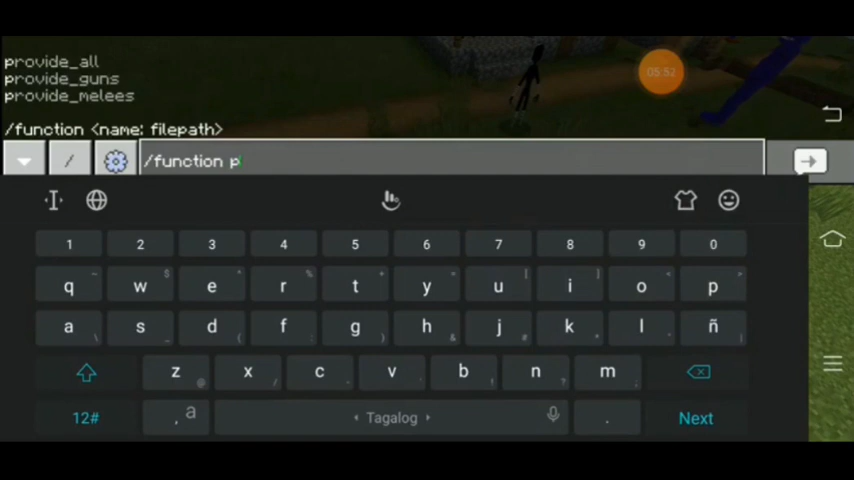 provide_all
05:52
provide_guns
provide_melees
/function <name: filepath>
/ /function p
1 2 3 4 5 6 7 8 9 0
q w e r t y u i o p
a s d f g h j k l ñ
z x c v b n m
12# , a Tagalog . Next